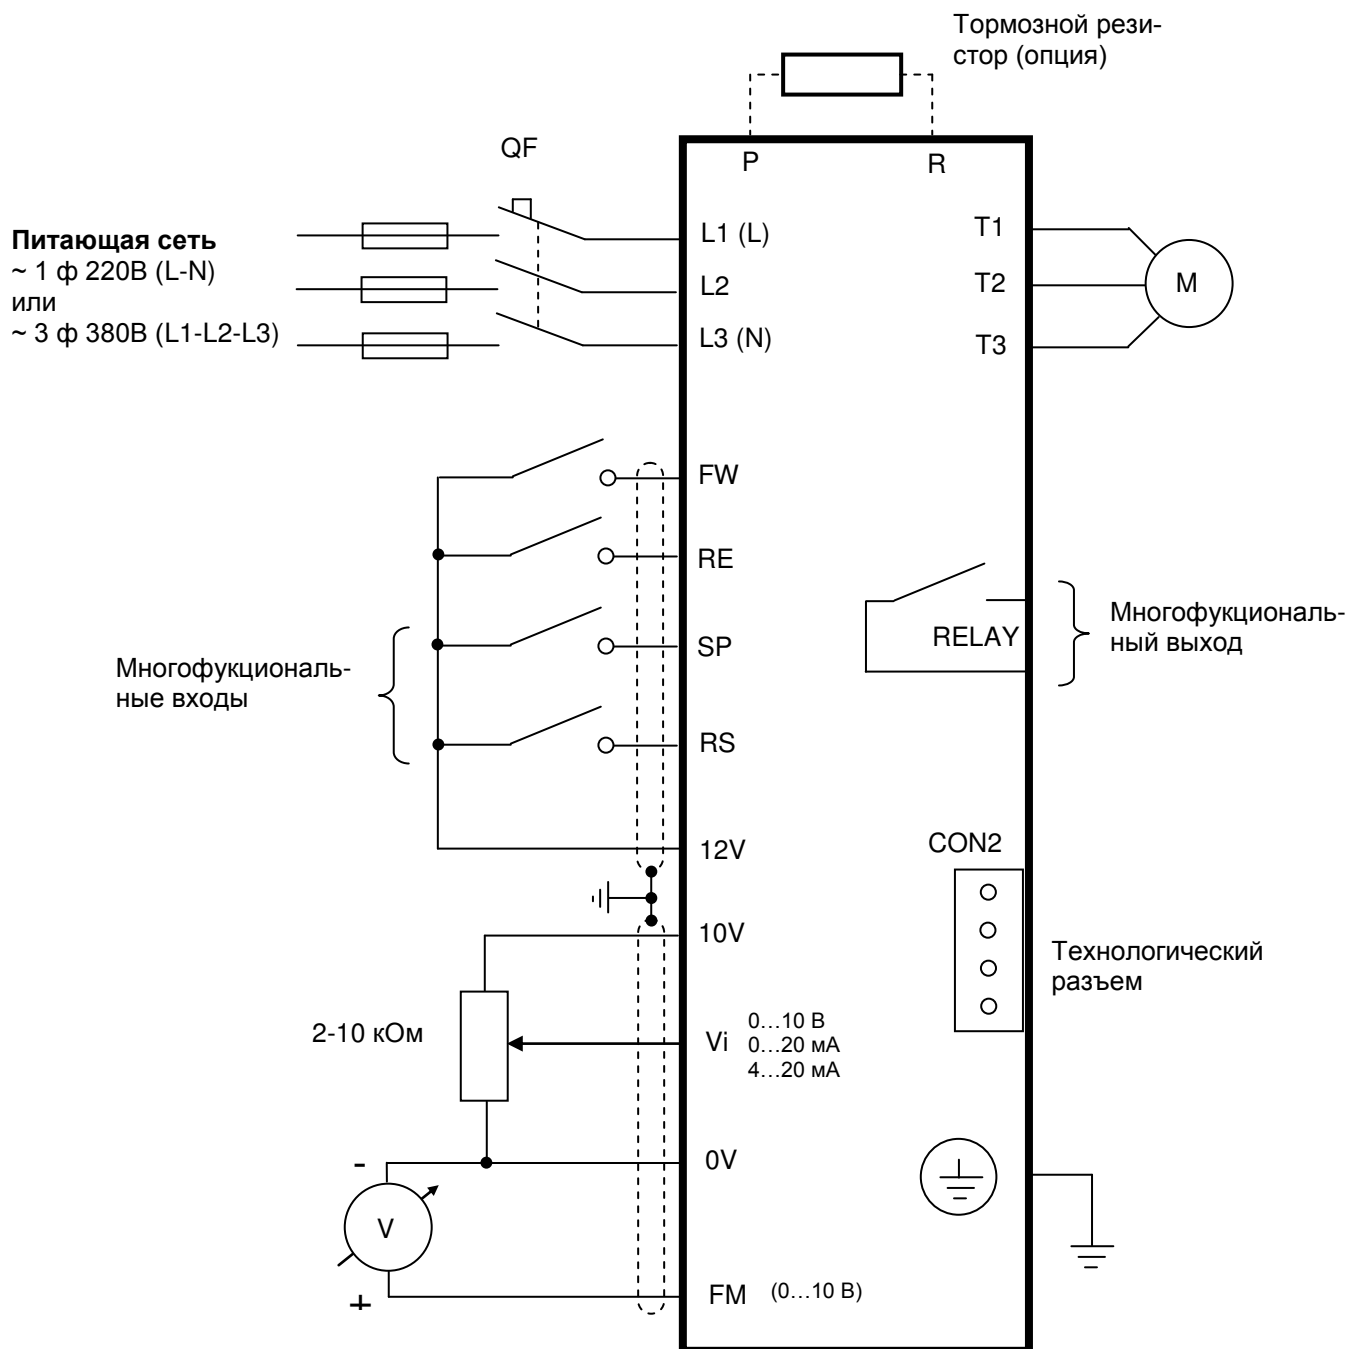 Тормозной рези-
стор (опция)
QF
P
R
Питающая сеть
~ 1 ф 220В (L-N)
или
~ 3 ф 380В (L1-L2-L3)
L1 (L)
L2
L3 (N)
T1
T2
T3
M
FW
RE
SP
RS
12V
Многофукциональ-
ные входы
RELAY
Многофукциональ-
ный выход
CON2
Технологический
разъем
10V
2-10 кОм
Vi
0…10 В
0…20 мА
4…20 мА
0V
-
V
+
FM (0…10 В)